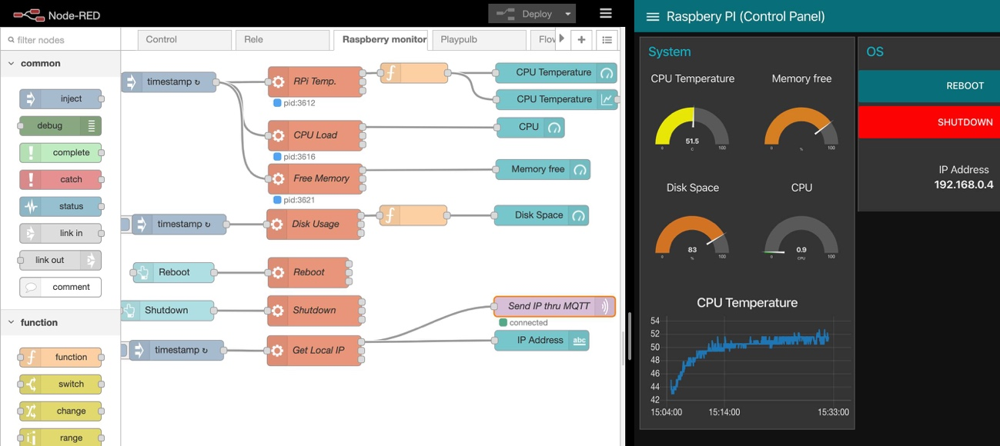 Node-RED
Deploy
Raspbery PI (Control Panel)
filter nodes
Control
Rele
Raspberry monitor
Playpulb
Flov
common
inject
debug
complete
catch
status
link in
link out
comment
function
function
switch
change
range
timestamp ↻
RPi Temp.
pid:3612
f
CPU Temperature
CPU Temperature
CPU Load
pid:3616
CPU
Free Memory
pid:3621
Memory free
timestamp ↻
Disk Usage
f
Disk Space
Reboot
Reboot
Shutdown
Shutdown
Send IP thru MQTT
connected
timestamp ↻
Get Local IP
IP Address
abc
System
CPU Temperature
Memory free
51.5
C
0
100
%
0
100
Disk Space
CPU
83
%
0
100
0.9
CPU
0
100
CPU Temperature
54
52
50
48
46
44
42
15:04:00
15:14:00
15:33:00
OS
REBOOT
SHUTDOWN
IP Address
192.168.0.4